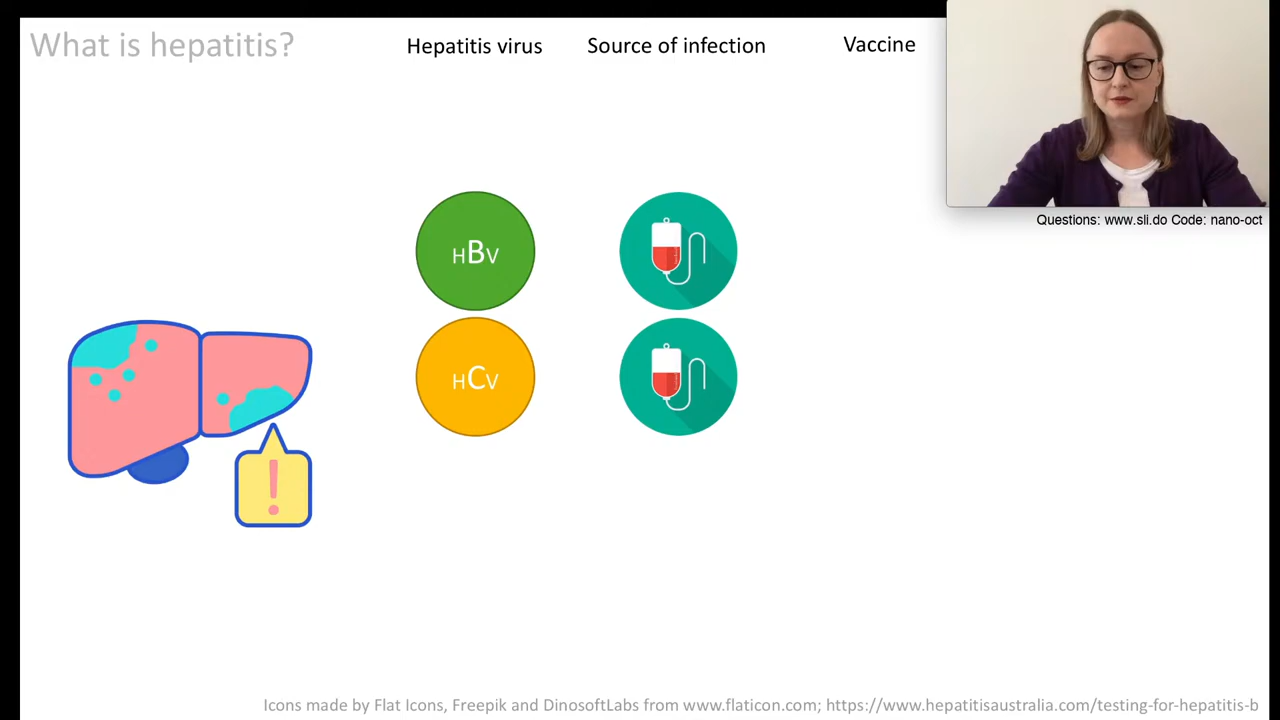 What is hepatitis?
Hepatitis virus
Source of infection
Vaccine
Questions: www.sli.do Code: nano-oct
HBV
HCV
!
Icons made by Flat Icons, Freepik and DinosoftLabs from www.flaticon.com; https://www.hepatitisaustralia.com/testing-for-hepatitis-b